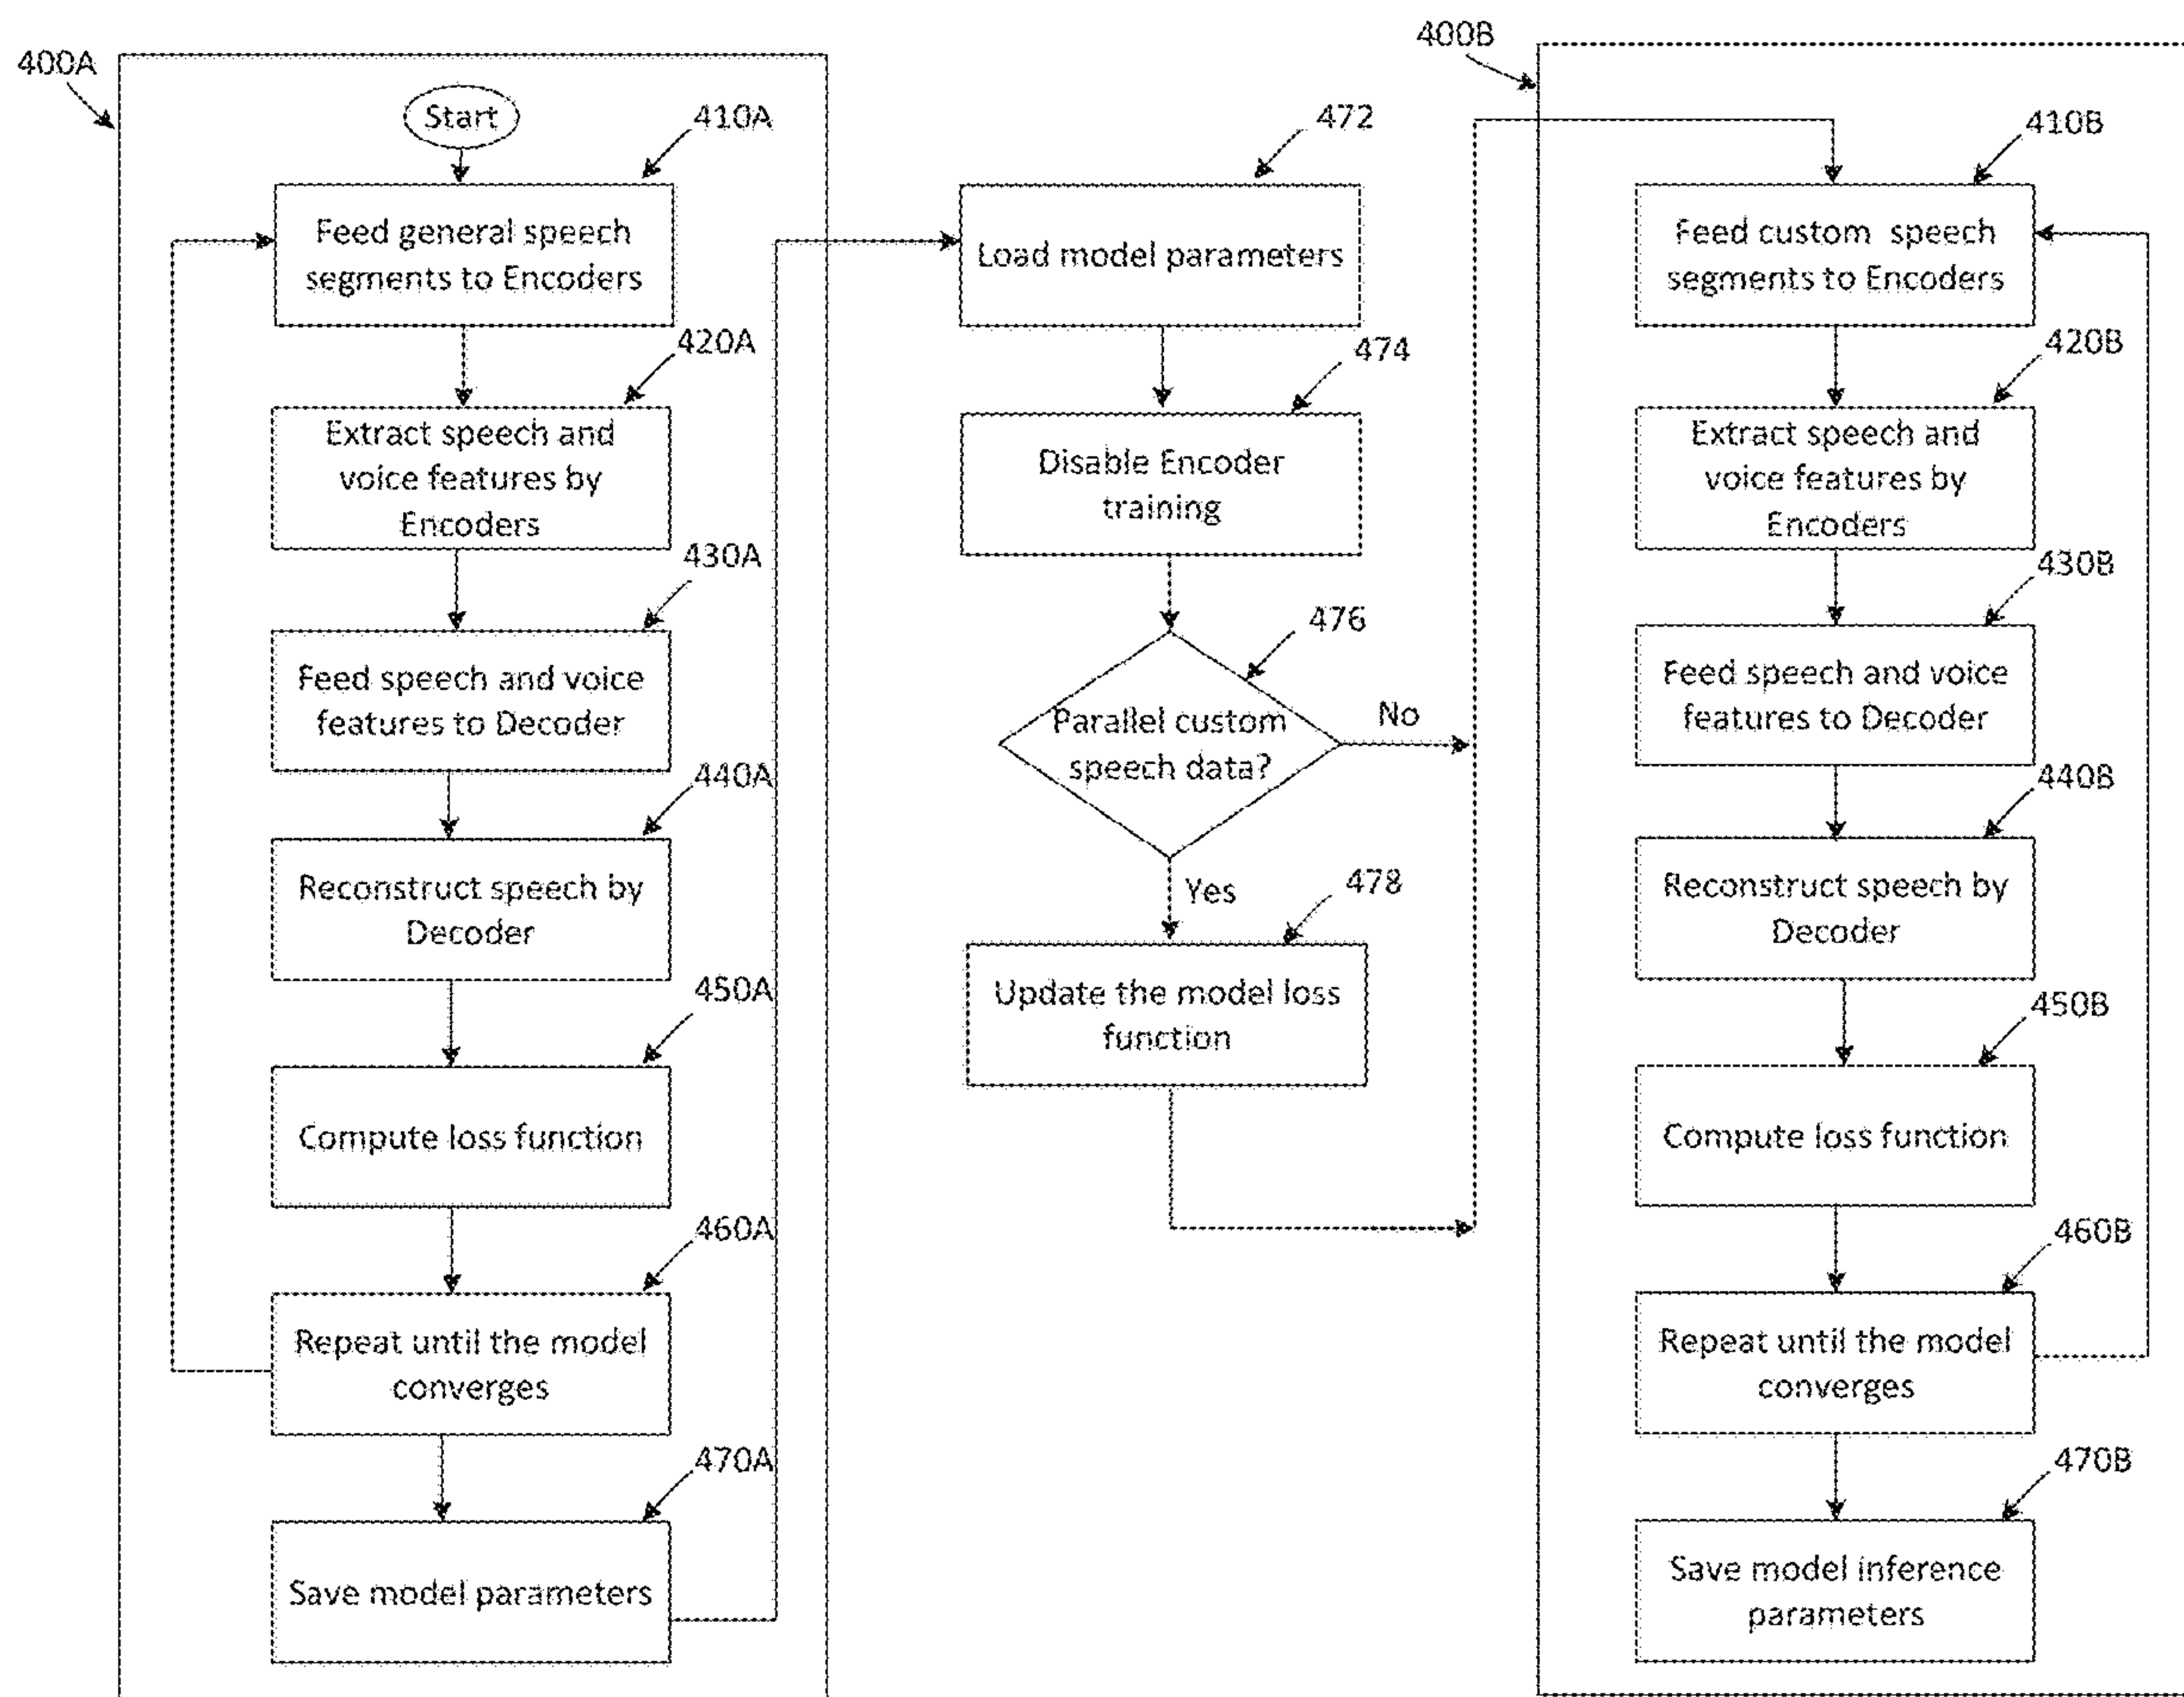 400A
Start
410A
Feed general speech
segments to Encoders
420A
Extract speech and
voice features by
Encoders
430A
Feed speech and voice
features to Decoder
440A
Reconstruct speech by
Decoder
450A
Compute loss function
460A
Repeat until the model
converges
470A
Save model parameters
472
Load model parameters
474
Disable Encoder
training
476
Parallel custom
speech data?
No
Yes
478
Update the model loss
function
400B
410B
Feed custom speech
segments to Encoders
420B
Extract speech and
voice features by
Encoders
430B
Feed speech and voice
features to Decoder
440B
Reconstruct speech by
Decoder
450B
Compute loss function
460B
Repeat until the model
converges
470B
Save model inference
parameters